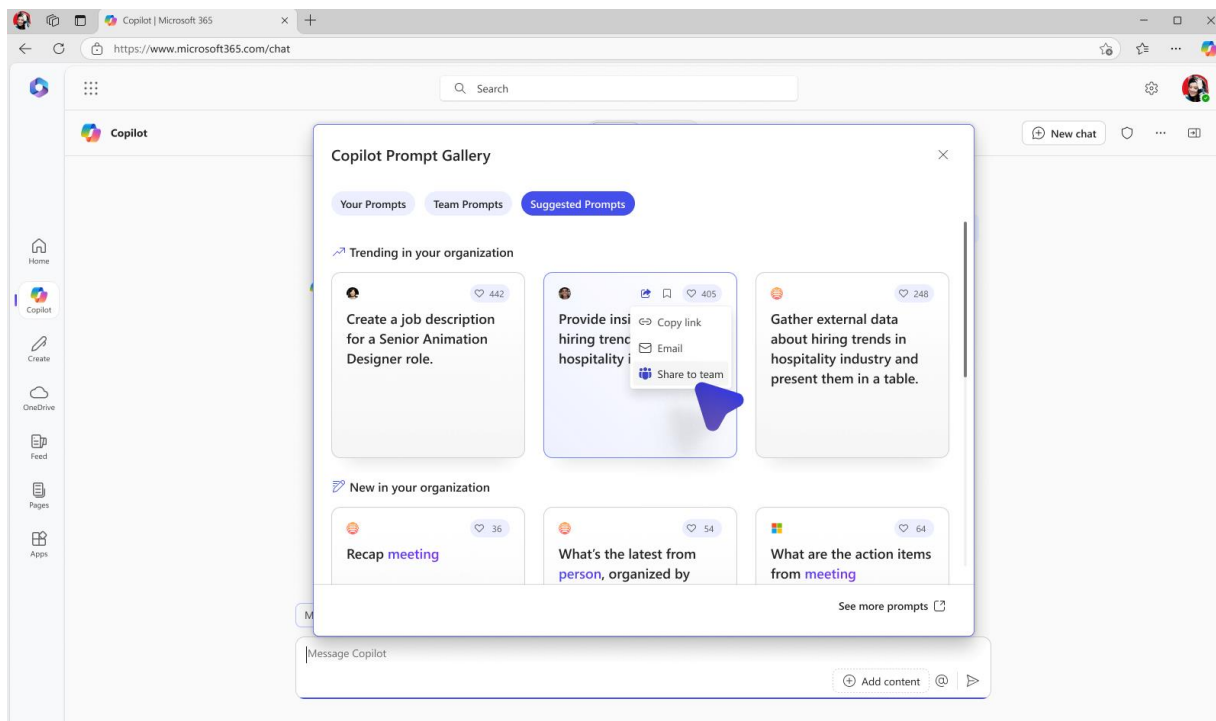 Copilot | Microsoft 365
https://www.microsoft365.com/chat
Search
Copilot
New chat
Home
Copilot
Create
OneDrive
Feed
Pages
Apps
Copilot Prompt Gallery
Your Prompts
Team Prompts
Suggested Prompts
Trending in your organization
442
Create a job description
for a Senior Animation
Designer role.
405
Provide
hiring
hospitality
Copy link
Email
Share to team
248
Gather external data
about hiring trends in
hospitality industry and
present them in a table.
New in your organization
36
Recap meeting
54
What's the latest from
person, organized by
64
What are the action items
from meeting
See more prompts
Message Copilot
Add content
@